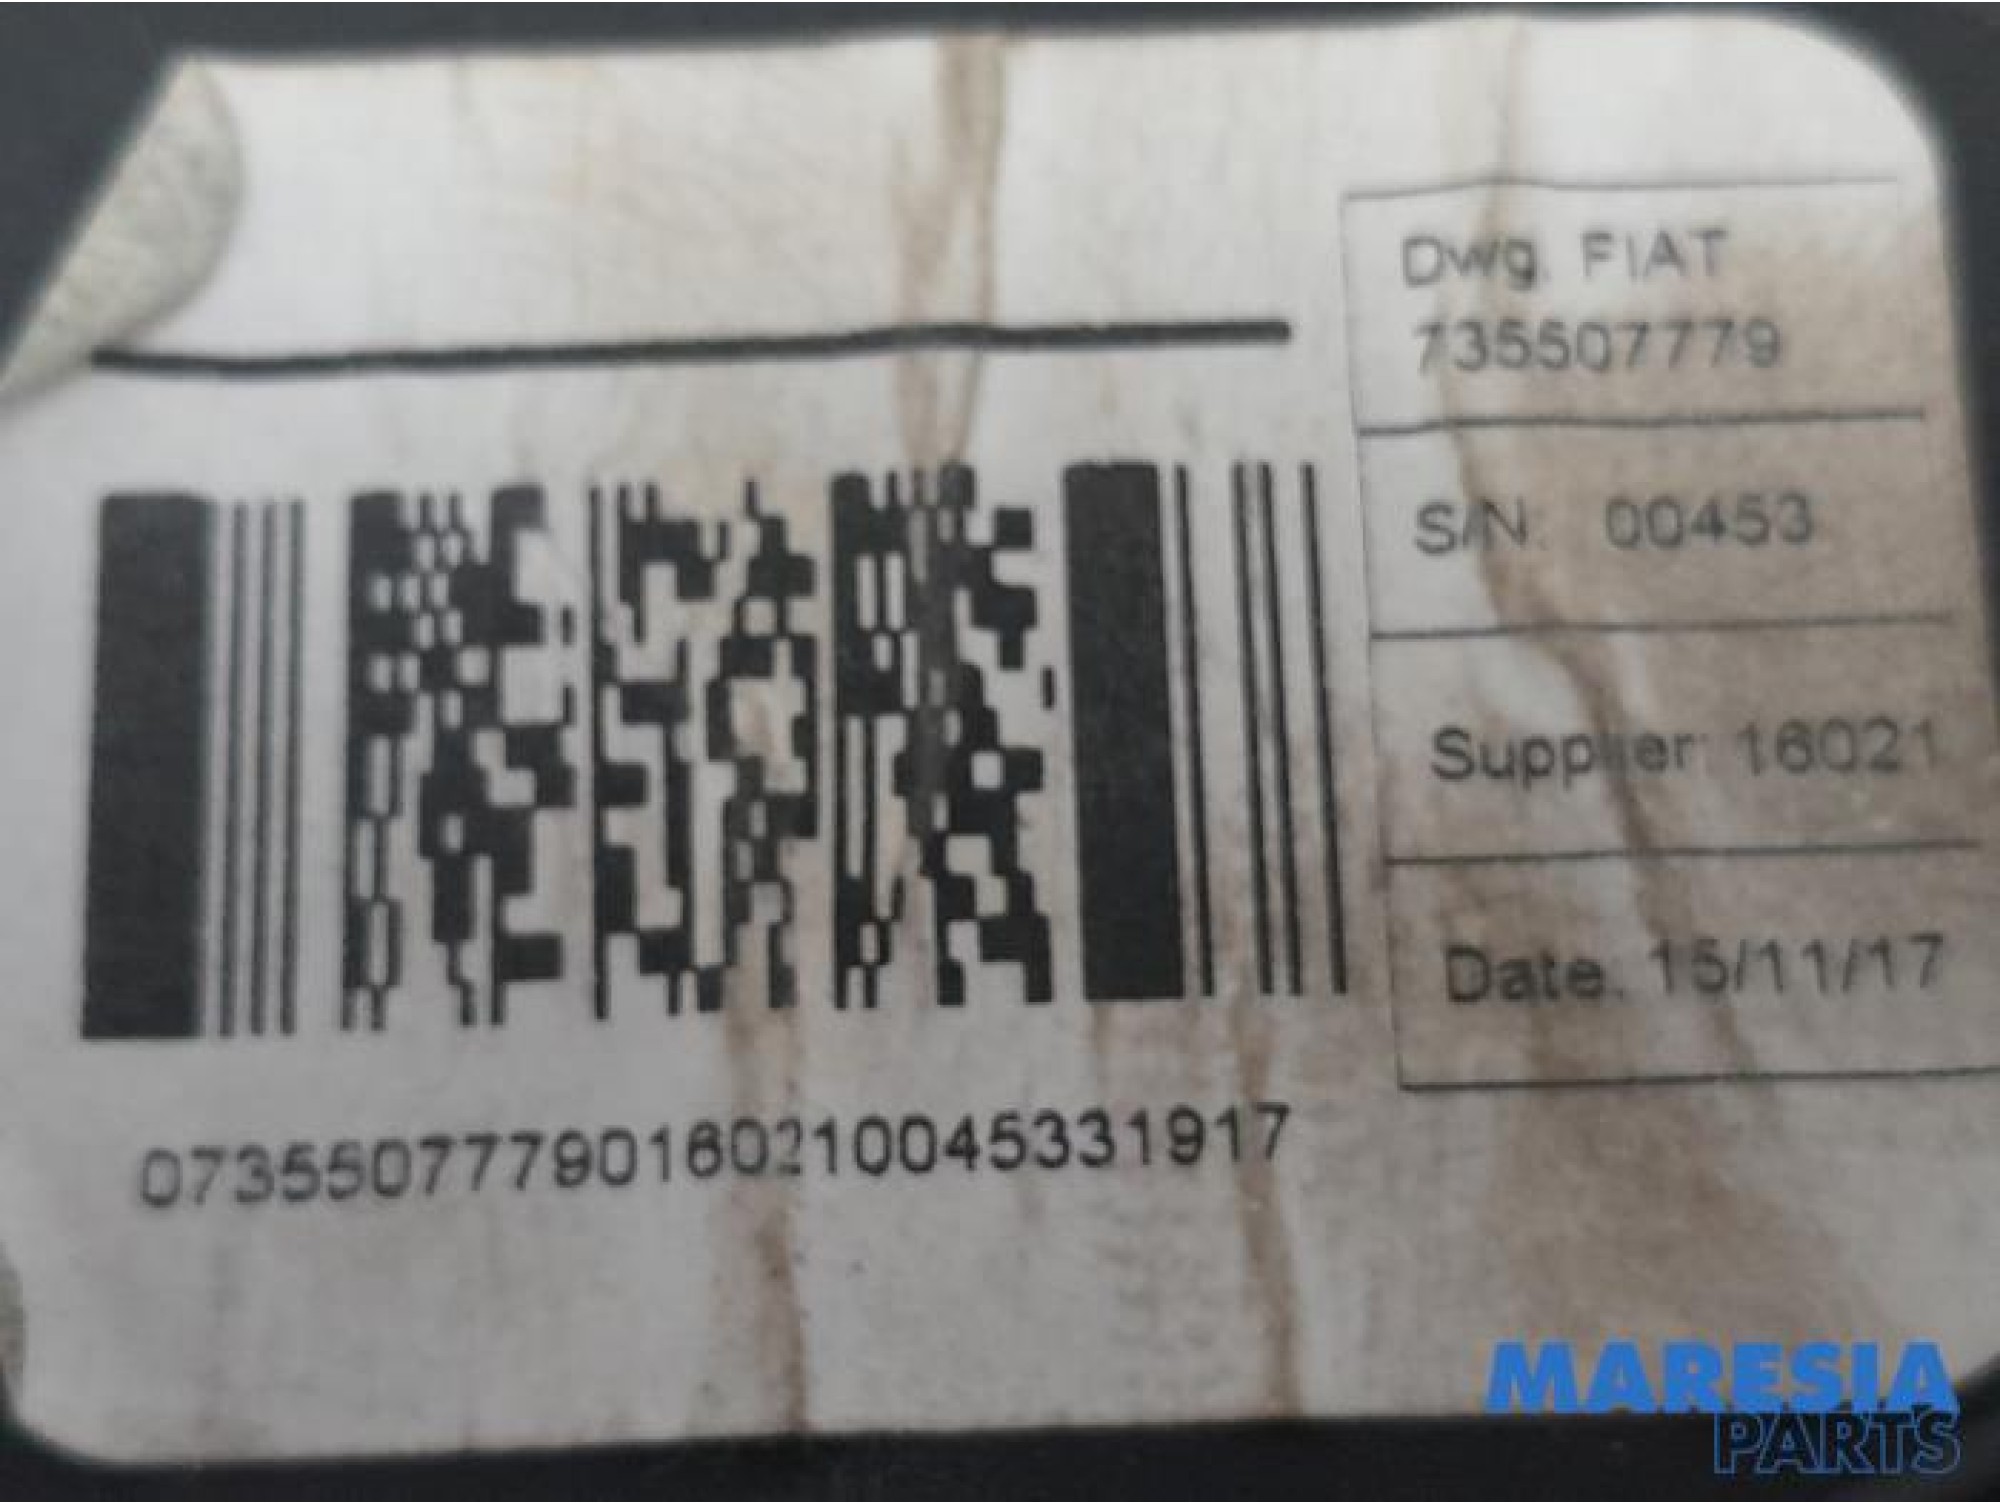 Dwg. FIAT
735507779
S/N: 00453
Supplier: 16021
Date: 15/11/17
07355077790160210045331917
MARESIA
PARTS